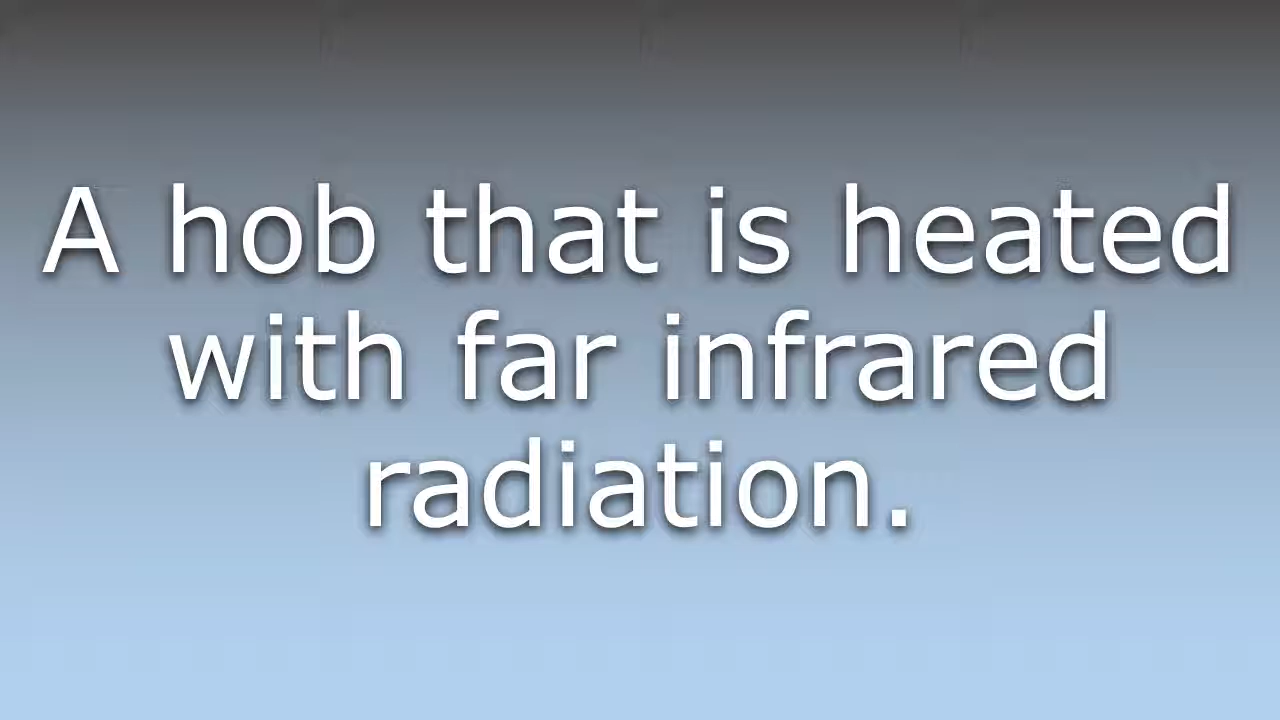 A hob that is heated
with far infrared
radiation.